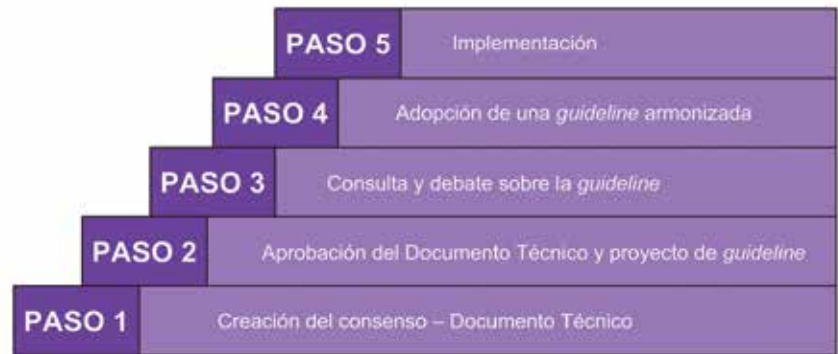 PASO 5 Implementación
PASO 4 Adopción de una guideline armonizada
PASO 3 Consulta y debate sobre la guideline
PASO 2 Aprobación del Documento Técnico y proyecto de guideline
PASO 1 Creación del consenso – Documento Técnico